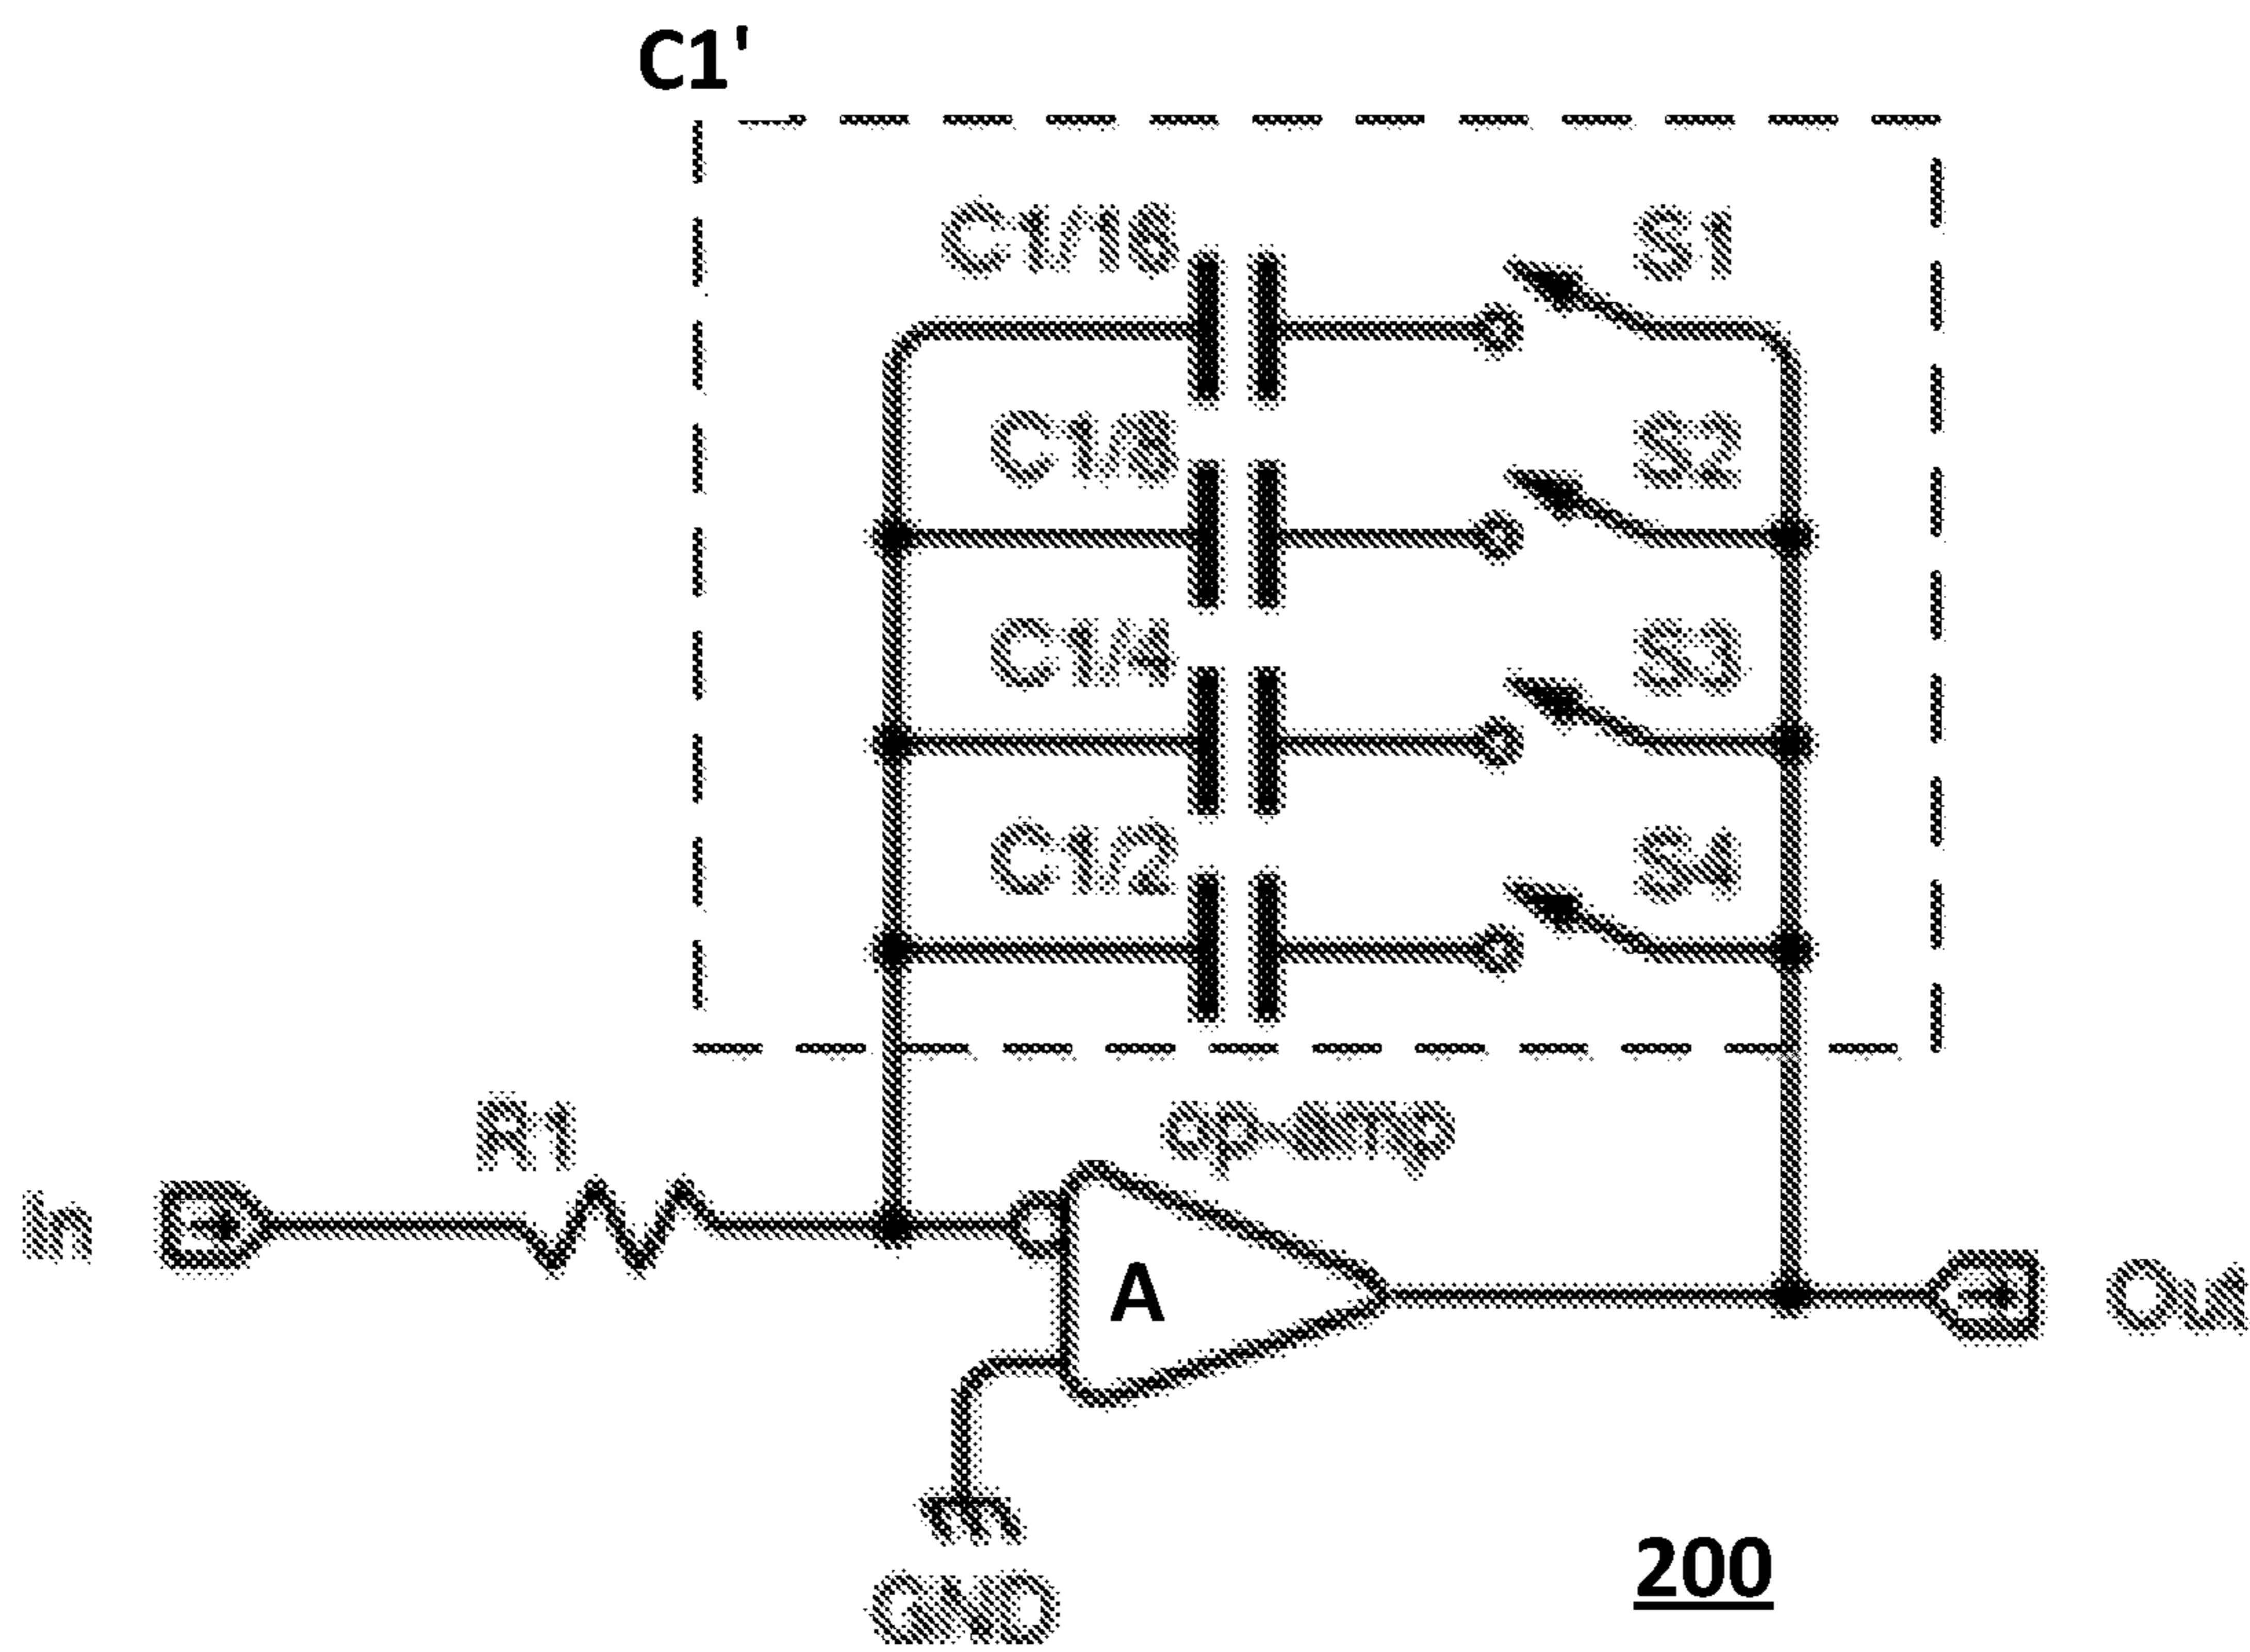 C1'
C1/16 S1
C1/8 S2
C1/4 S3
C1/2 S4
R1 op-amp
In
A
Out
GND
200